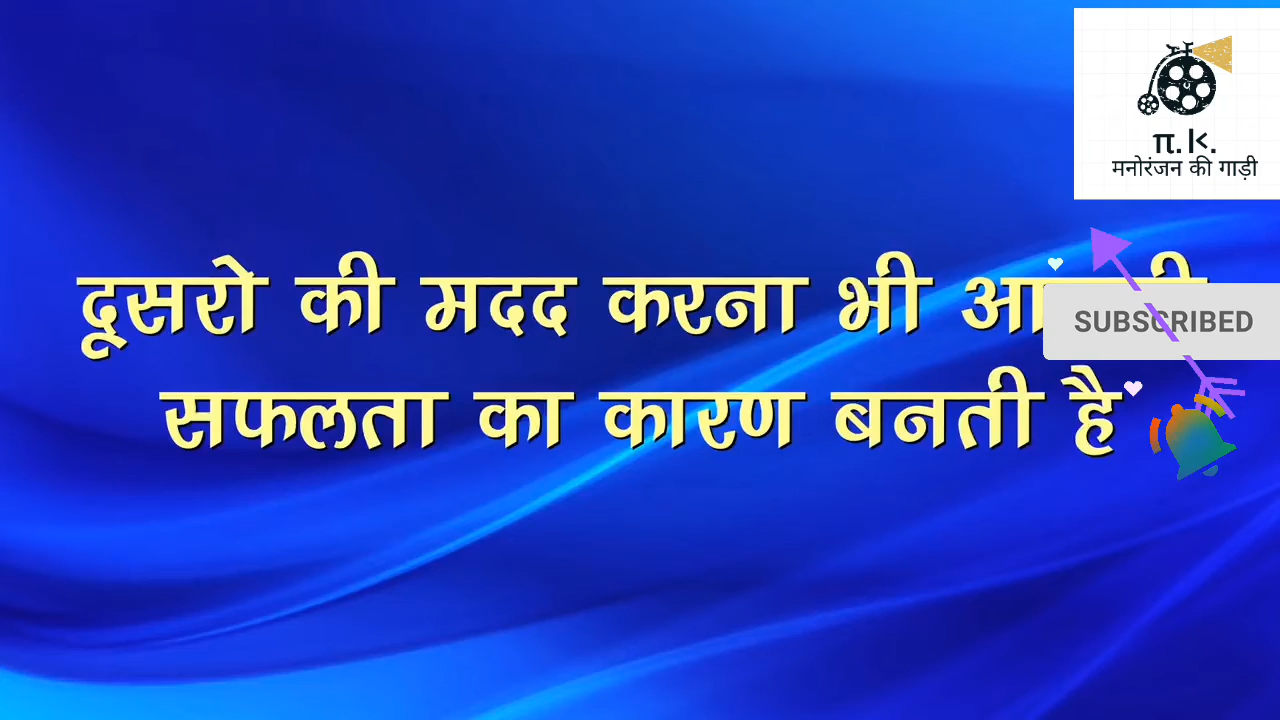 π.k.
मनोरंजन की गाड़ी
दूसरो की मदद करना भी
SUBSCRIBED
सफलता का कारण बनती है